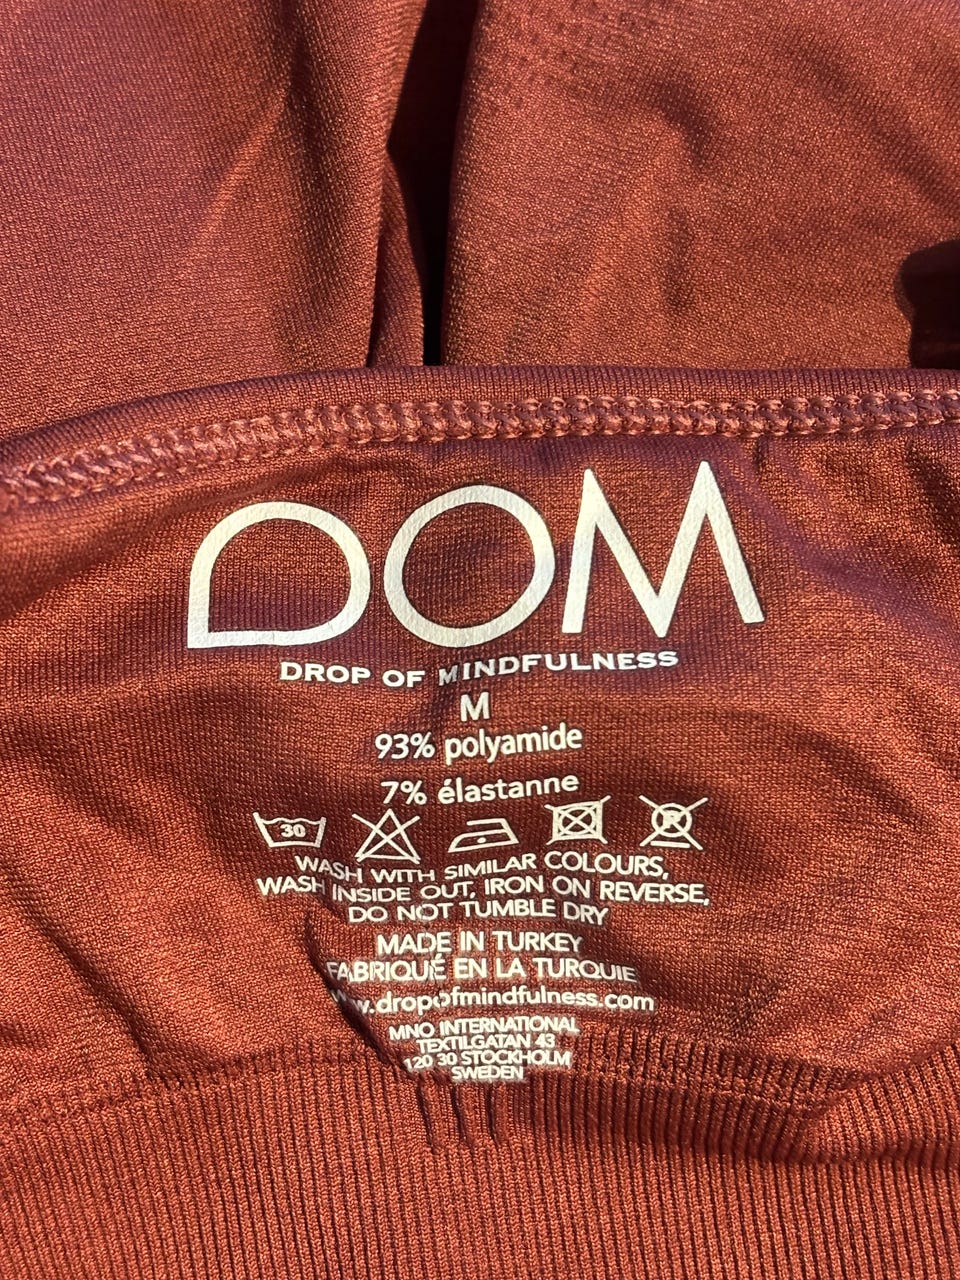 DOM
DROP OF MINDFULNESS
M
93% polyamide
7% élastanne
30 R
WASH WITH SIMILAR COLOURS,
WASH INSIDE OUT, IRON ON REVERSE,
DO NOT TUMBLE DRY
MADE IN TURKEY
FABRIQUÉ EN LA TURQUIE
www.dropofmindfulness.com
MNO INTERNATIONAL
TEXTILGATAN 43
120 30 STOCKHOLM
SWEDEN